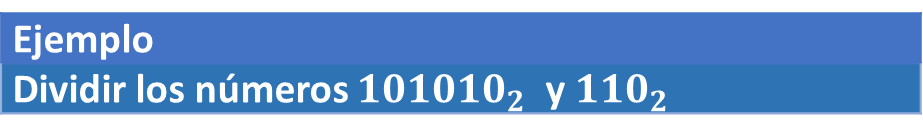 Ejemplo
Dividir los números 101010₂ y 110₂